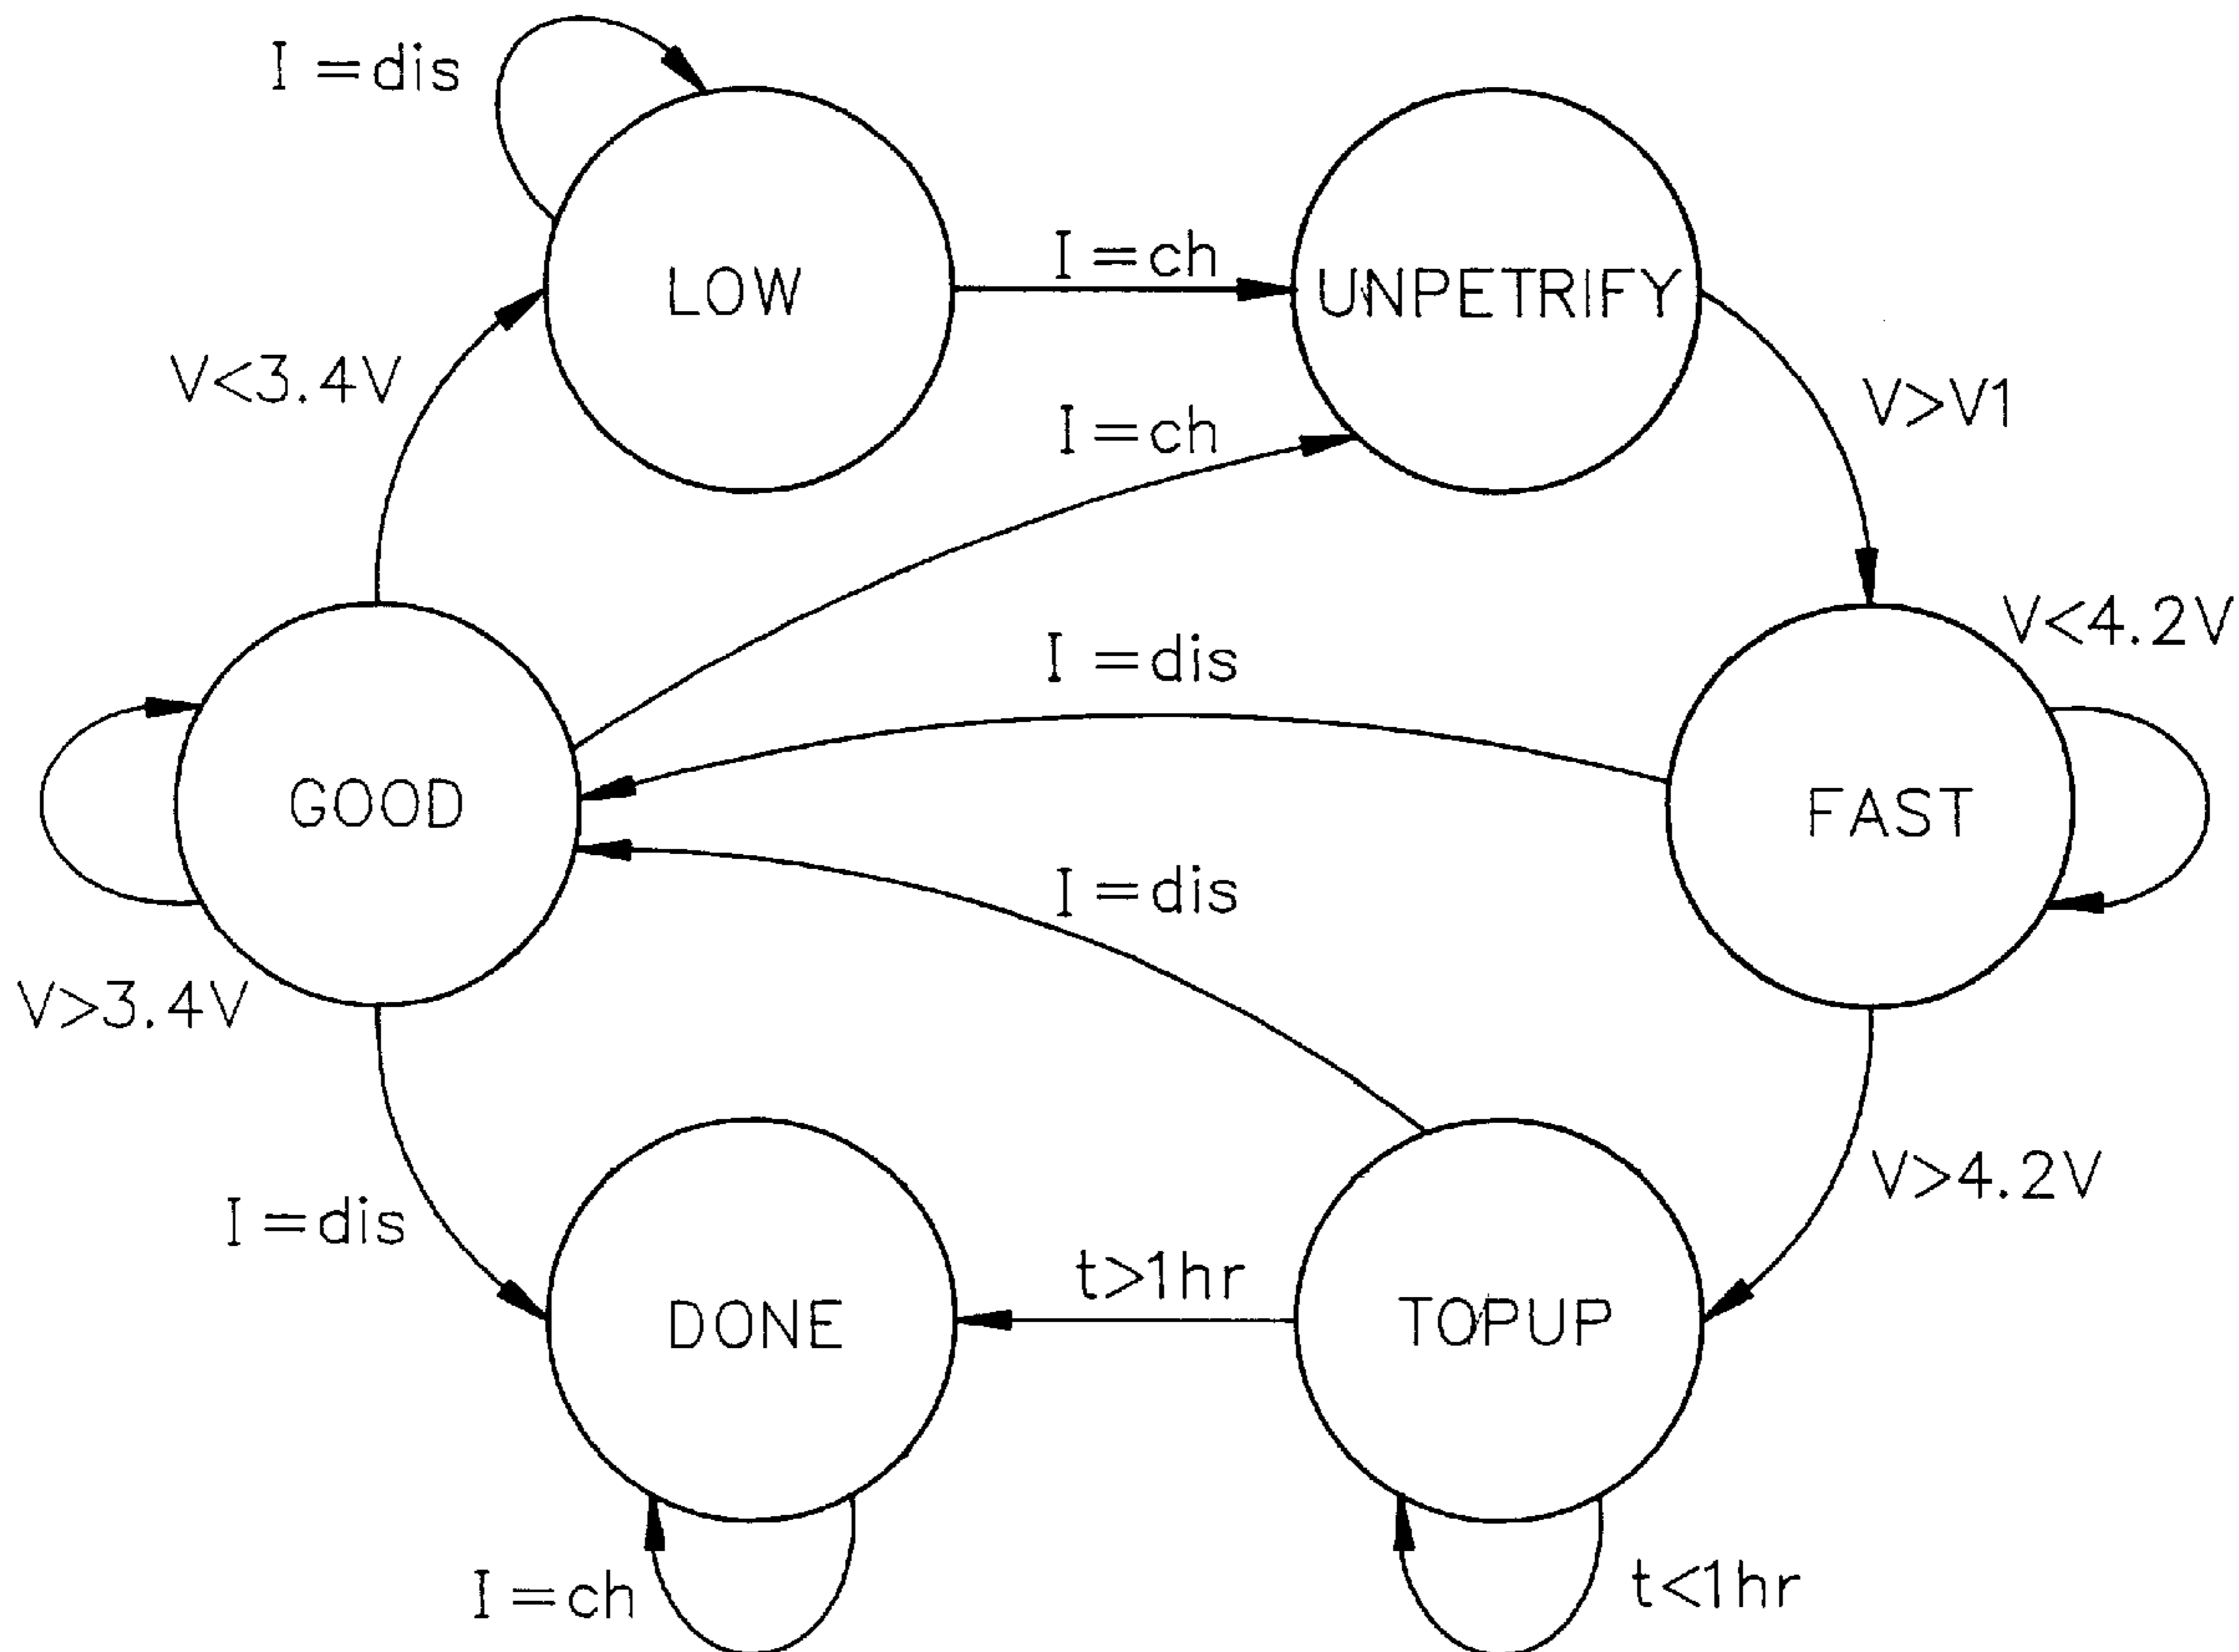 I=dis
I=ch
LOW
UNPETRIFY
V<3.4V
V>V1
I=ch
V<4.2V
I=dis
GOOD
FAST
I=dis
V>3.4V
V>4.2V
I=dis
t>1hr
DONE
TOPUP
I=ch
t<1hr